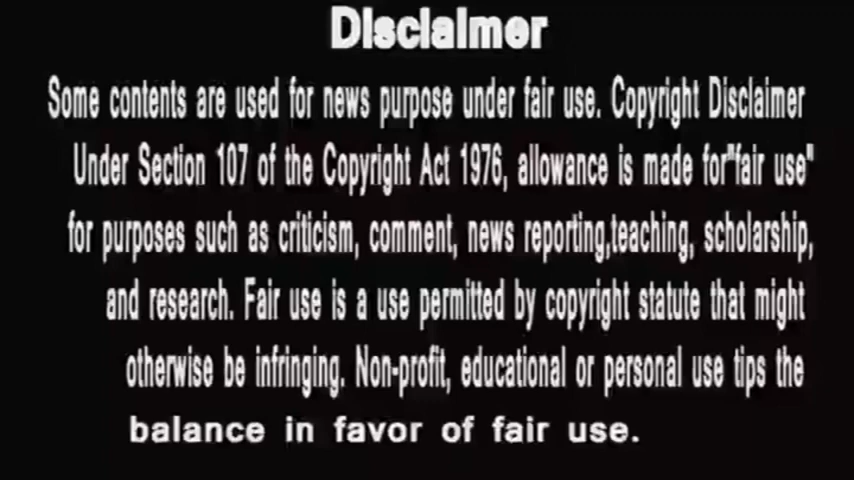 Disclaimer
Some contents are used for news purpose under fair use. Copyright Disclaimer
Under Section 107 of the Copyright Act 1976, allowance is made for"fair use"
for purposes such as criticism, comment, news reporting,teaching, scholarship,
and research. Fair use is a use permitted by copyright statute that might
otherwise be infringing. Non-profit, educational or personal use tips the
balance in favor of fair use.